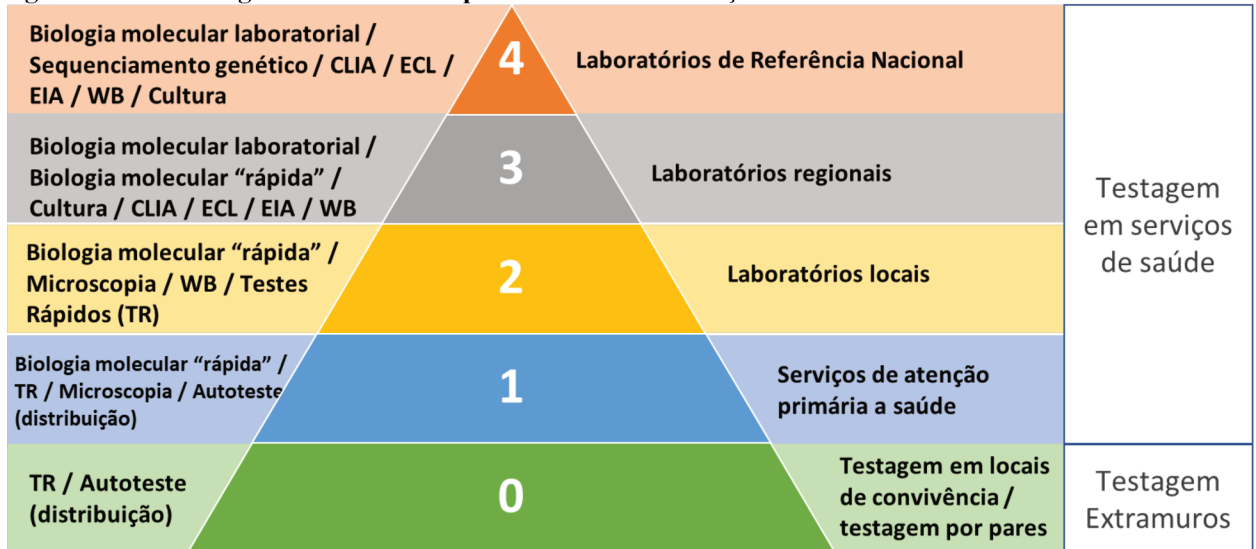 Biologia molecular laboratorial /
Sequenciamento genético / CLIA / ECL /
EIA / WB / Cultura
4
Laboratórios de Referência Nacional
Biologia molecular laboratorial /
Biologia molecular “rápida” /
Cultura / CLIA / ECL / EIA / WB
3
Laboratórios regionais
Biologia molecular “rápida” /
Microscopia / WB / Testes
Rápidos (TR)
2
Laboratórios locais
Biologia molecular “rápida” /
TR / Microscopia / Autoteste
(distribuição)
1
Serviços de atenção
primária a saúde
Testagem
em serviços
de saúde
TR / Autoteste
(distribuição)
0
Testagem em locais
de convivência /
testagem por pares
Testagem
Extramuros